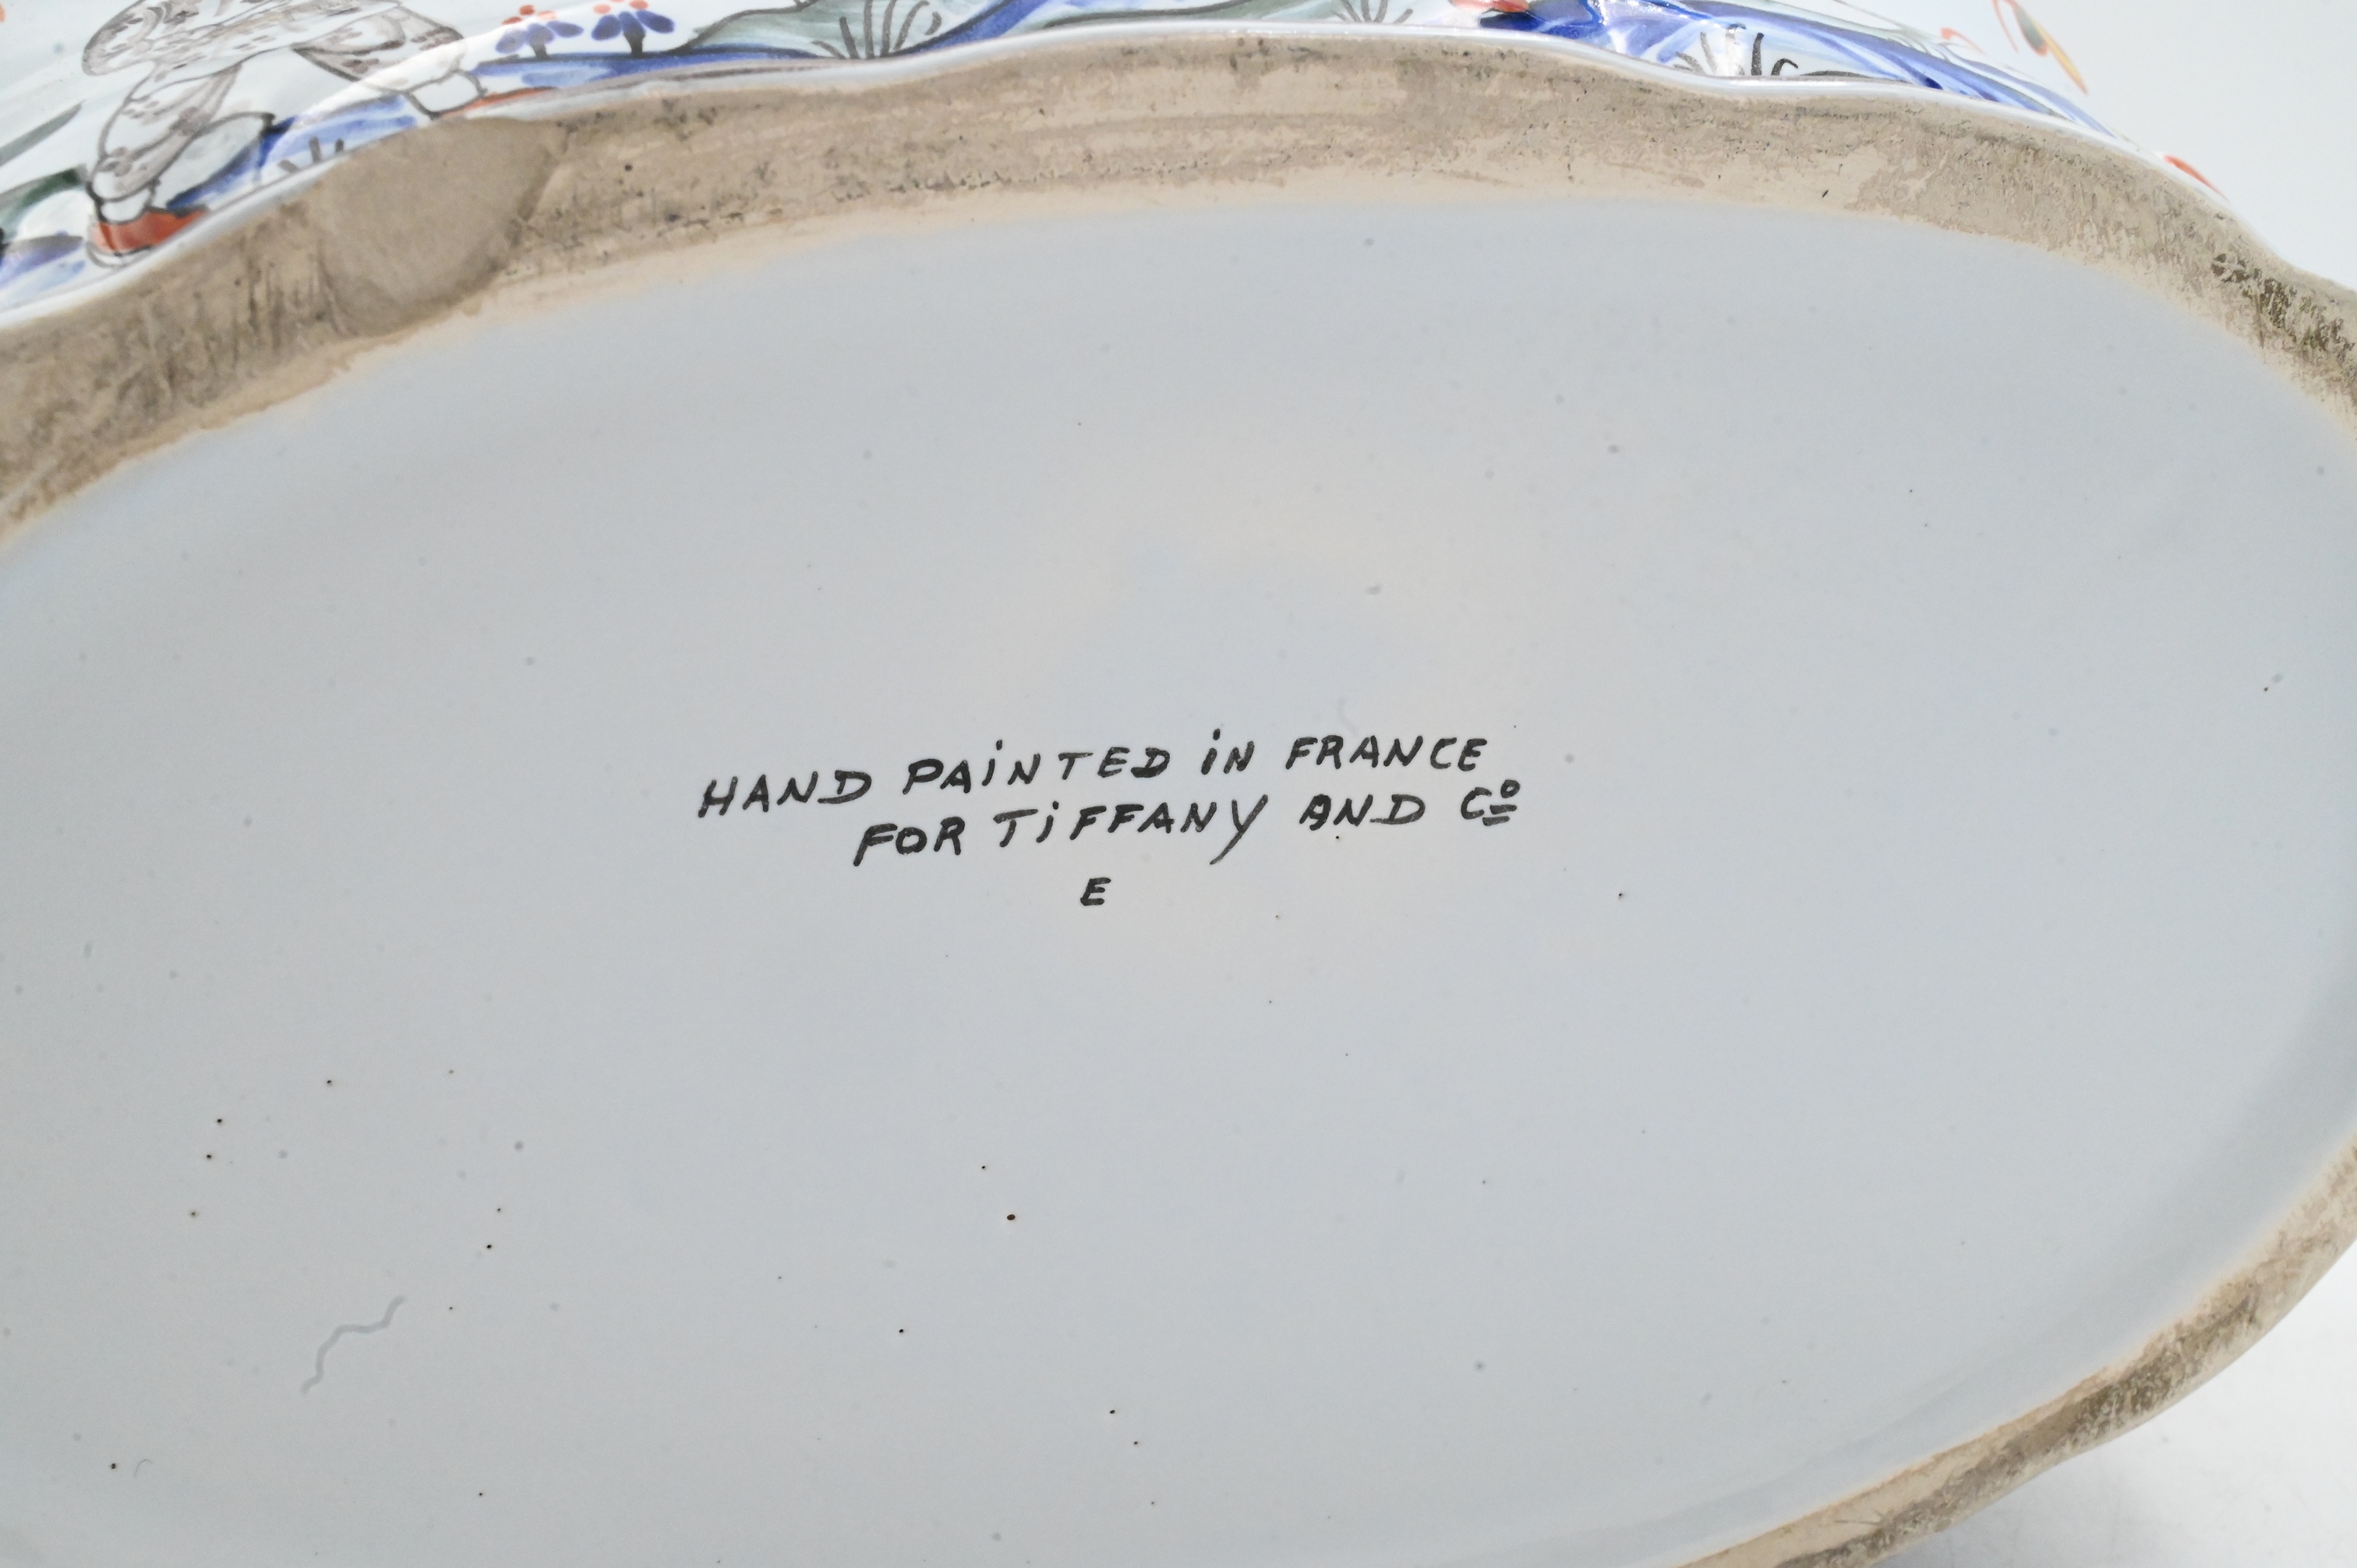 HAND PAiNTED iN FRANCE
FOR TiFFANY AND Cº
E